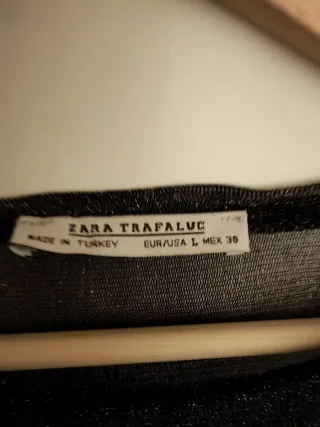 ZARA TRAFALUC
MADE IN TURKEY EUR/USA L MEX 30